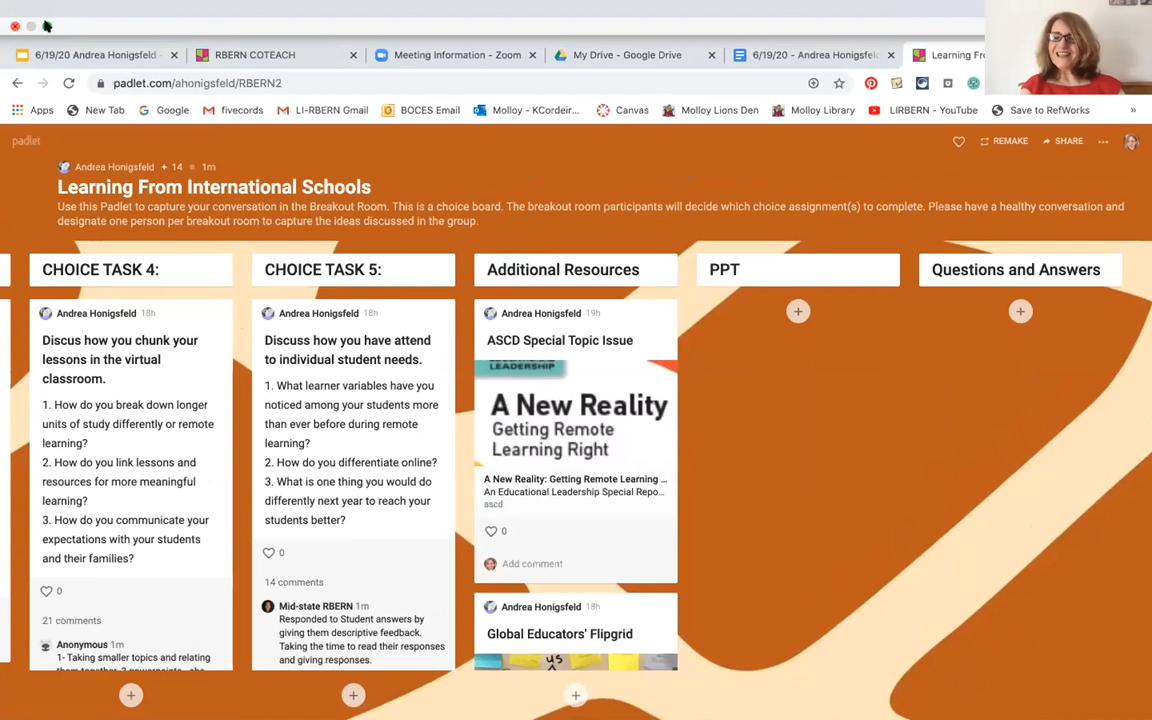 6/19/20 Andrea Honigsfeld -
RBERN COTEACH
Meeting Information - Zoom
My Drive - Google Drive
6/19/20 - Andrea Honigsfel
Learning Fro
padlet.com/ahonigsfeld/RBERN2
Apps
New Tab
Google
fivecords
LI-RBERN Gmail
BOCES Email
Molloy - KCordeir...
Canvas
Molloy Lions Den
Molloy Library
LIRBERN - YouTube
Save to RefWorks
»
padlet
REMAKE
SHARE
Andrea Honigsfeld + 14 1m
Learning From International Schools
Use this Padlet to capture your conversation in the Breakout Room. This is a choice board. The breakout room participants will decide which choice assignment(s) to complete. Please have a healthy conversation and
designate one person per breakout room to capture the ideas discussed in the group.
CHOICE TASK 4:
Andrea Honigsfeld 18h
Discus how you chunk your
lessons in the virtual
classroom.
1. How do you break down longer
units of study differently or remote
learning?
2. How do you link lessons and
resources for more meaningful
learning?
3. How do you communicate your
expectations with your students
and their families?
0
21 comments
Anonymous 1m
1- Taking smaller topics and relating
CHOICE TASK 5:
Andrea Honigsfeld 18h
Discuss how you have attend
to individual student needs.
1. What learner variables have you
noticed among your students more
than ever before during remote
learning?
2. How do you differentiate online?
3. What is one thing you would do
differently next year to reach your
students better?
0
14 comments
Mid-state RBERN 1m
Responded to Student answers by
giving them descriptive feedback.
Taking the time to read their responses
and giving responses.
Additional Resources
Andrea Honigsfeld 19h
ASCD Special Topic Issue
LEADERSHIP
A New Reality
Getting Remote
Learning Right
A New Reality: Getting Remote Learning ...
An Educational Leadership Special Repo...
ascd
0
Add comment
Andrea Honigsfeld 18h
Global Educators' Flipgrid
us
PPT
Questions and Answers